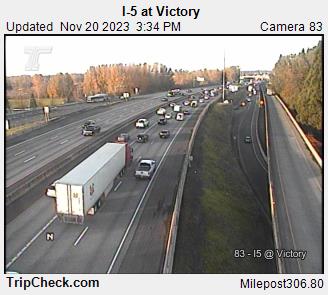 I-5 at Victory
Updated Nov 20 2023 3:34 PM Camera 83
T
N
83 - I5 @ Victory
TripCheck.com Milepost306.80